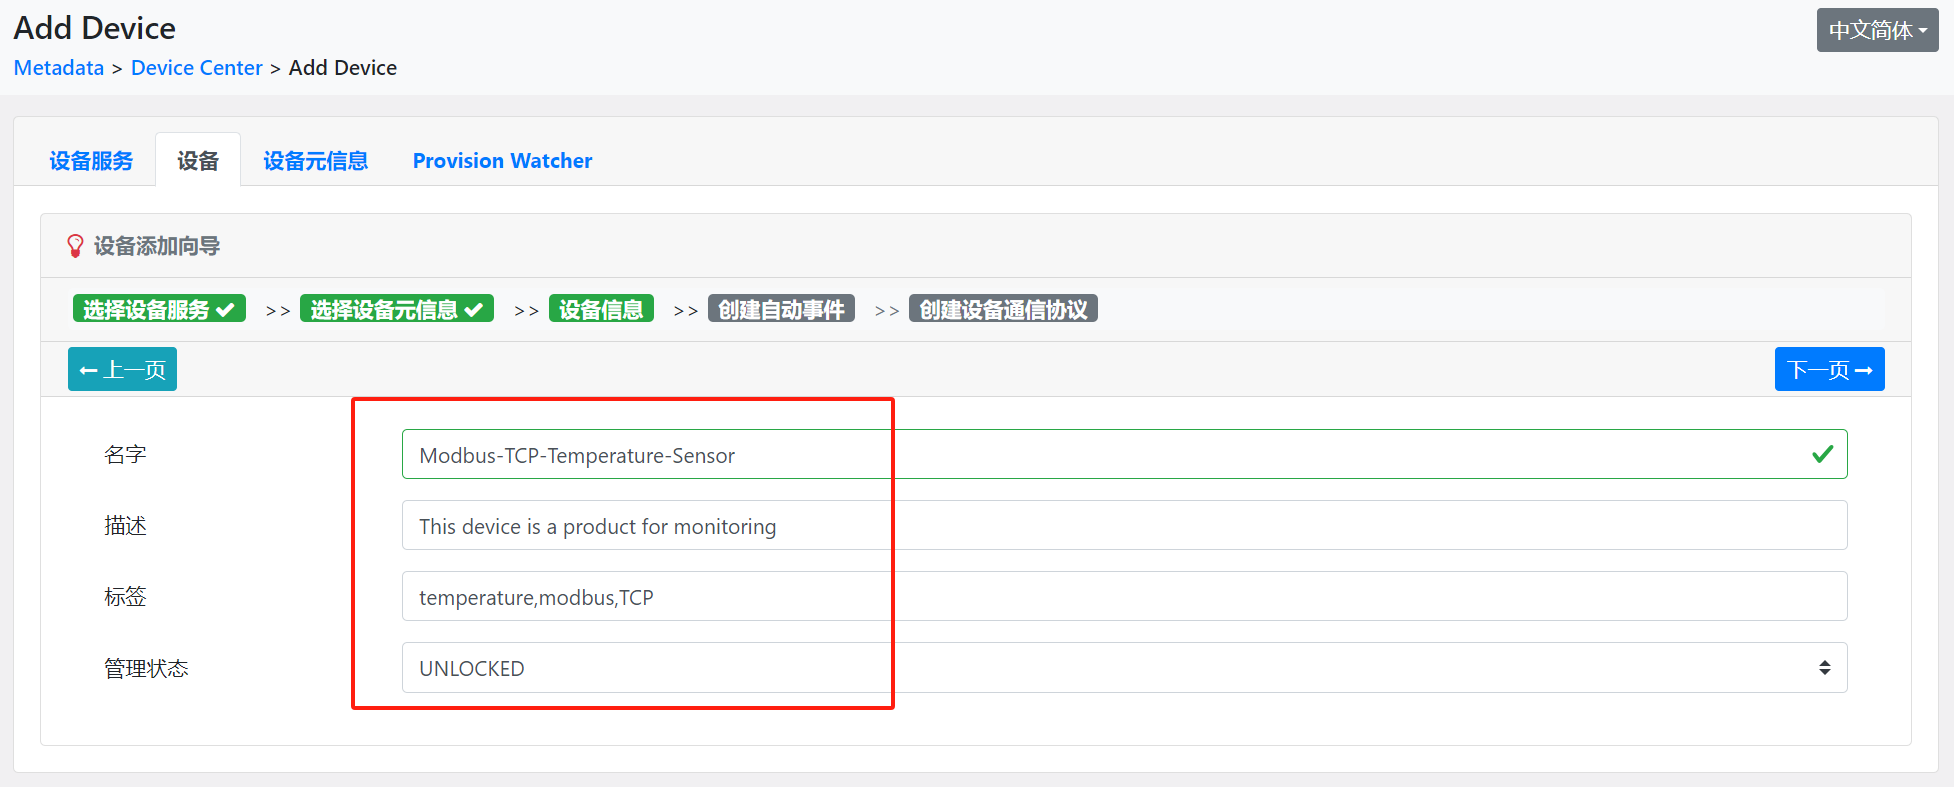 Add Device
中文简体
Metadata > Device Center > Add Device
设备服务 设备 设备元信息 Provision Watcher
设备添加向导
选择设备服务 >> 选择设备元信息 >> 设备信息 >> 创建自动事件 >> 创建设备通信协议
上一页 下一页
名字 Modbus-TCP-Temperature-Sensor
描述 This device is a product for monitoring
标签 temperature,modbus,TCP
管理状态 UNLOCKED